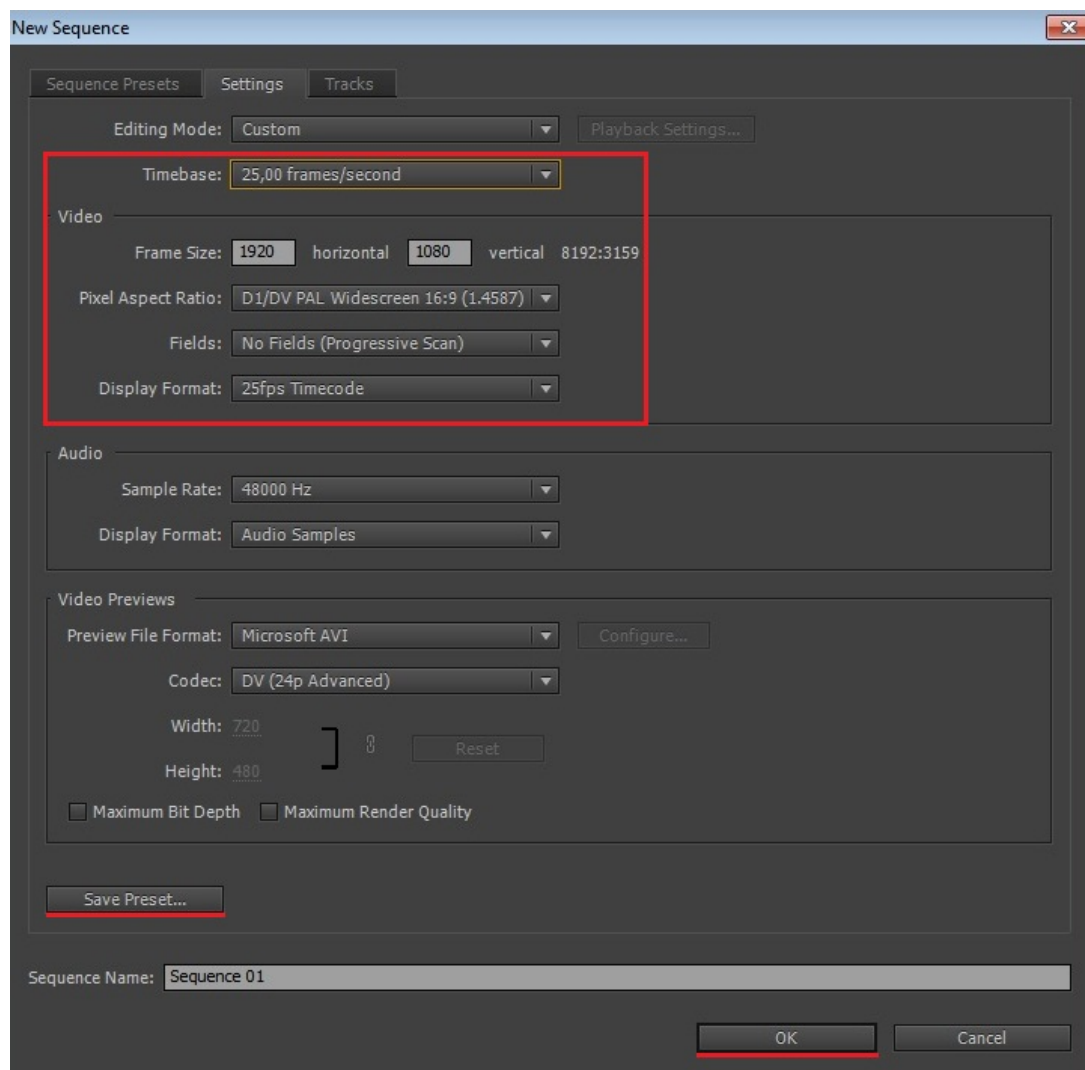 New Sequence
Sequence Presets Settings Tracks
Editing Mode: Custom Playback Settings...
Timebase: 25,00 frames/second
Video
Frame Size: 1920 horizontal 1080 vertical 8192:3159
Pixel Aspect Ratio: D1/DV PAL Widescreen 16:9 (1.4587)
Fields: No Fields (Progressive Scan)
Display Format: 25fps Timecode
Audio
Sample Rate: 48000 Hz
Display Format: Audio Samples
Video Previews
Preview File Format: Microsoft AVI Configure...
Codec: DV (24p Advanced)
Width: 720
Reset
Height: 480
Maximum Bit Depth Maximum Render Quality
Save Preset...
Sequence Name: Sequence 01
OK Cancel